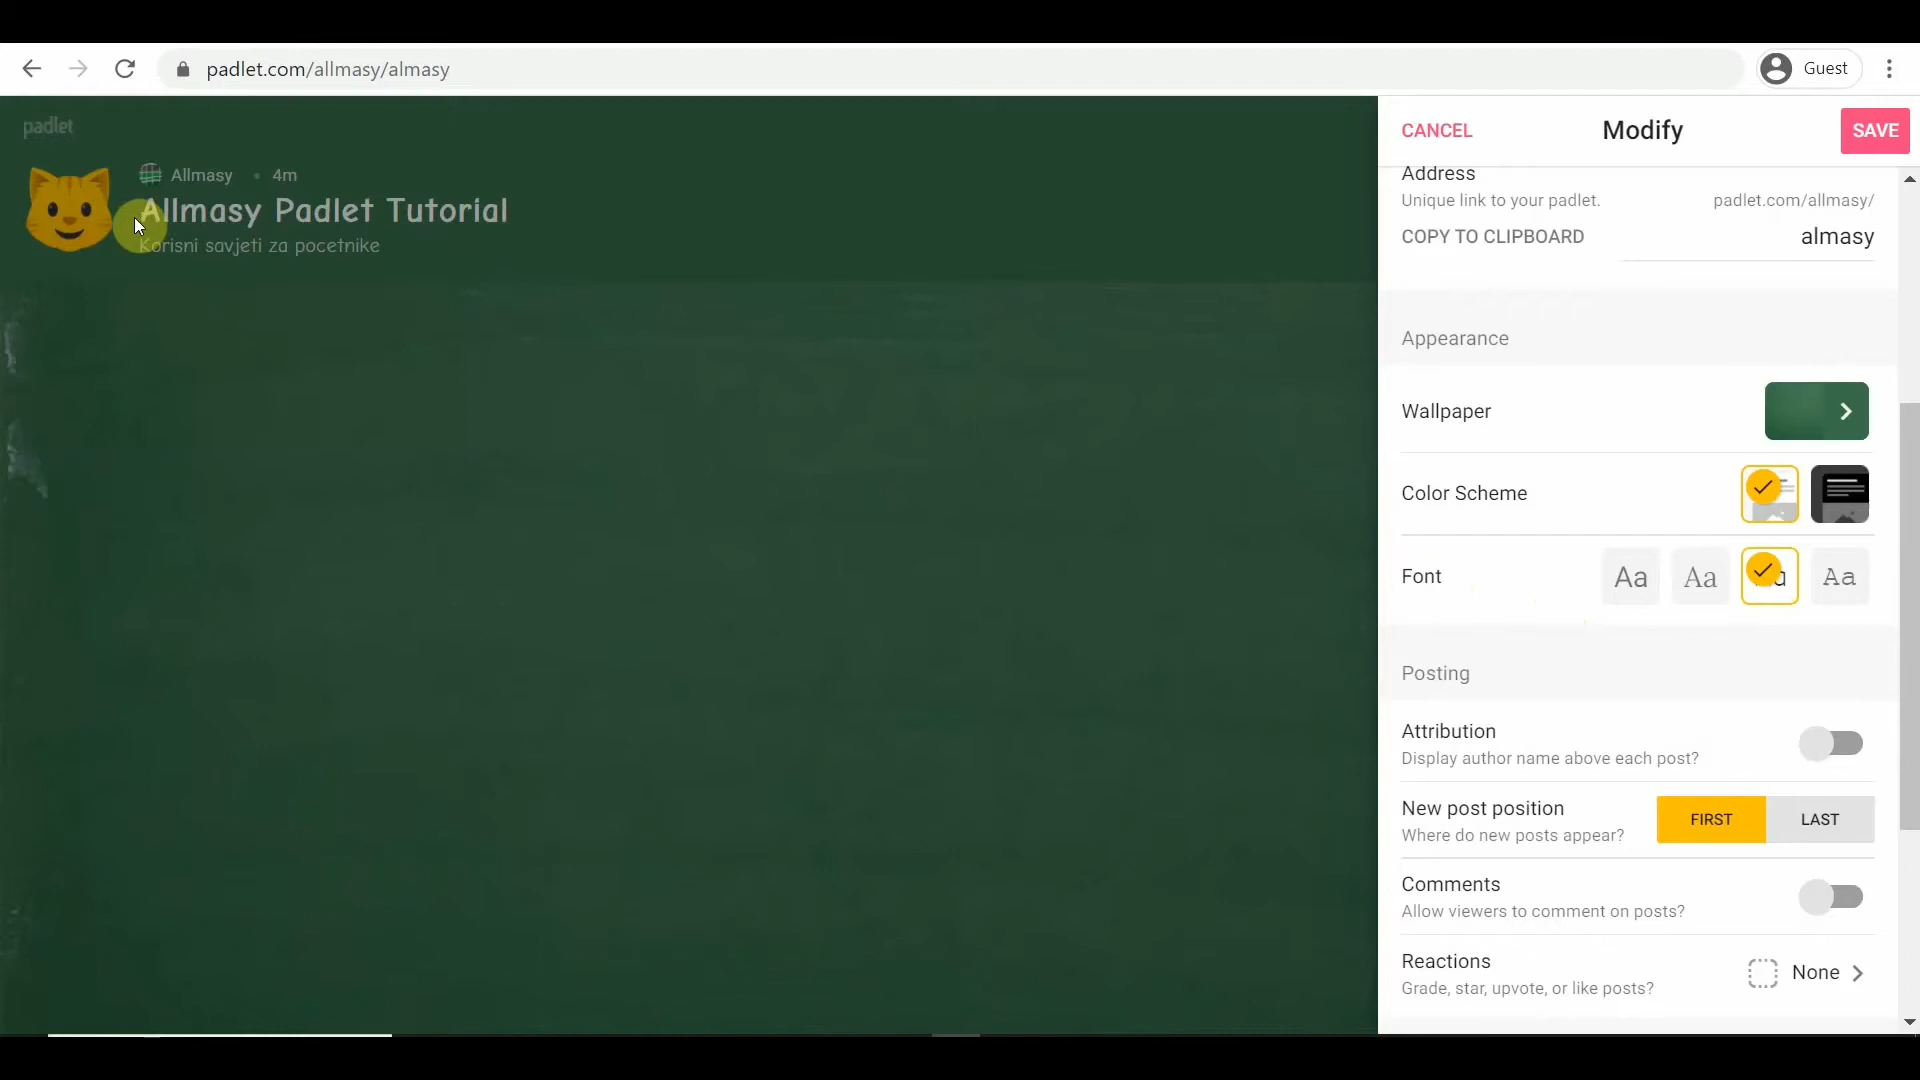 padlet.com/allmasy/almasy
Guest
padlet
Allmasy • 4m
Allmasy Padlet Tutorial
Korisni savjeti za pocetnike
CANCEL
Modify
SAVE
Address
Unique link to your padlet.
padlet.com/allmasy/
COPY TO CLIPBOARD
almasy
Appearance
Wallpaper
Color Scheme
Font
Aa
Aa
Aa
Posting
Attribution
Display author name above each post?
New post position
Where do new posts appear?
FIRST
LAST
Comments
Allow viewers to comment on posts?
Reactions
Grade, star, upvote, or like posts?
None